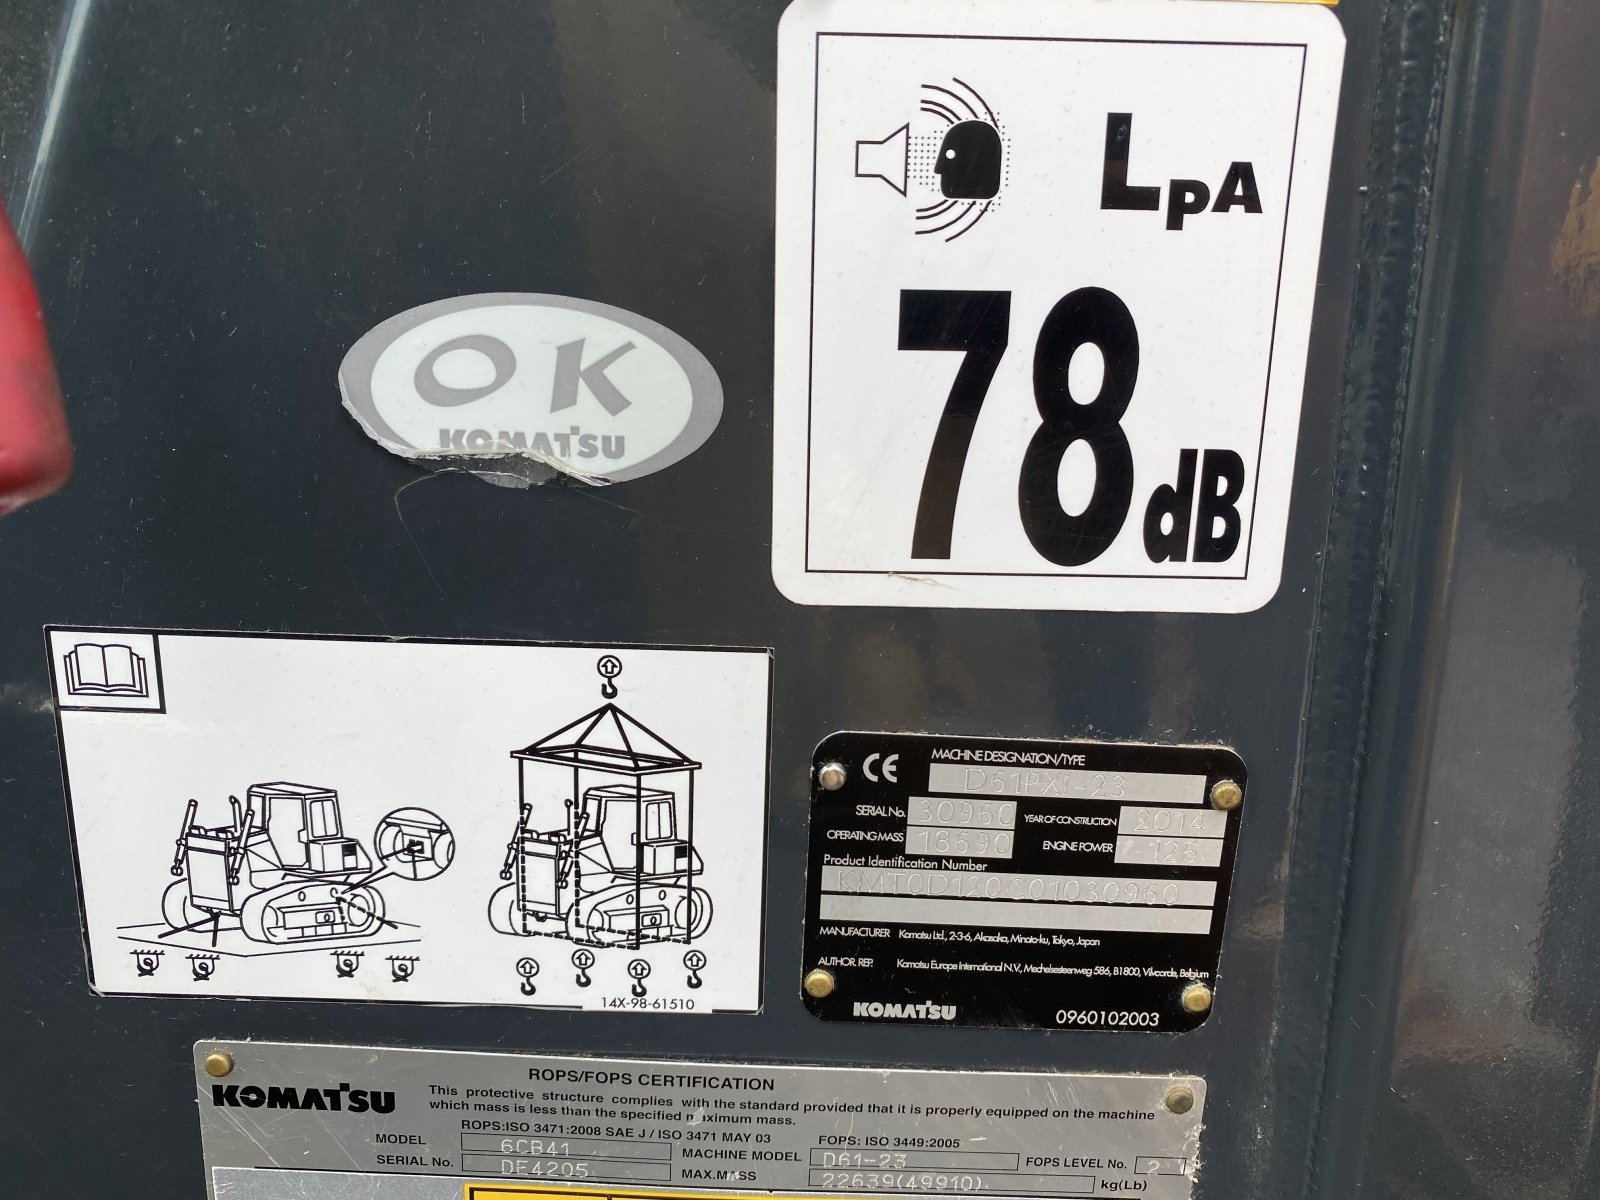 LpA
78 dB
OK
KOMATSU
14X-98-61510
CE
MACHINE DESIGNATION/TYPE
D61PXi-23
SERIAL No. 30960 YEAR OF CONSTRUCTION 2014
OPERATING MASS 18690 ENGINE POWER 125
Product Identification Number
KMT0D120C01030960
MANUFACTURER Komatsu Ltd., 2-3-6, Akasaka, Minato-ku, Tokyo, Japan
AUTHOR. REP. Komatsu Europe International N.V., Mechelsesteenweg 586, B1800, Vilvoorde, Belgium
KOMATSU 0960102003
ROPS/FOPS CERTIFICATION
KOMATSU
This protective structure complies with the standard provided that it is properly equipped on the machine
which mass is less than the specified maximum mass.
ROPS:ISO 3471:2008 SAE J / ISO 3471 MAY 03 FOPS: ISO 3449:2005
MODEL 6CB41 MACHINE MODEL D61-23 FOPS LEVEL No. 2
SERIAL No. DE4205 MAX.MASS 22639(49910) kg(Lb)